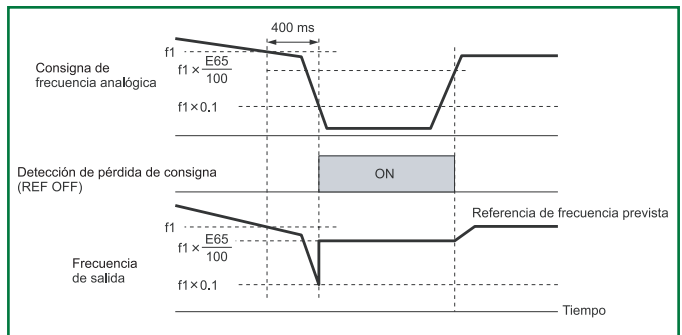 400 ms
f1
Consigna de
frecuencia analógica
f1 × E65/100
f1×0.1
Detección de pérdida de consigna
(REF OFF)
ON
Referencia de frecuencia prevista
f1
f1 × E65/100
Frecuencia
de salida
f1×0.1
Tiempo